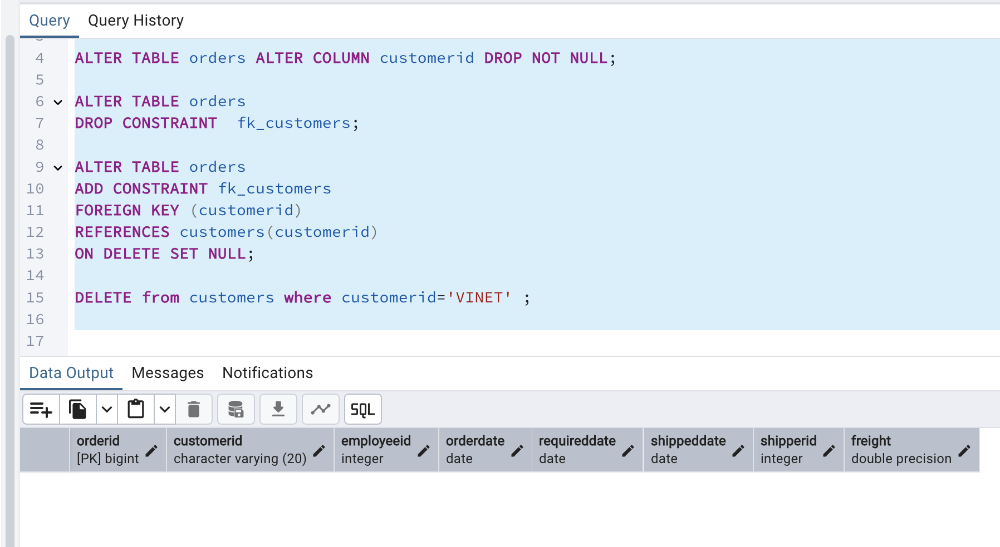 Query Query History
4 ALTER TABLE orders ALTER COLUMN customerid DROP NOT NULL;
5
6 ALTER TABLE orders
7 DROP CONSTRAINT  fk_customers;
8
9 ALTER TABLE orders
10 ADD CONSTRAINT fk_customers
11 FOREIGN KEY (customerid)
12 REFERENCES customers(customerid)
13 ON DELETE SET NULL;
14
15 DELETE from customers where customerid='VINET' ;
16
17
Data Output Messages Notifications
SQL
orderid customerid employeeid orderdate requireddate shippeddate shipperid freight
[PK] bigint character varying (20) integer date date date integer double precision